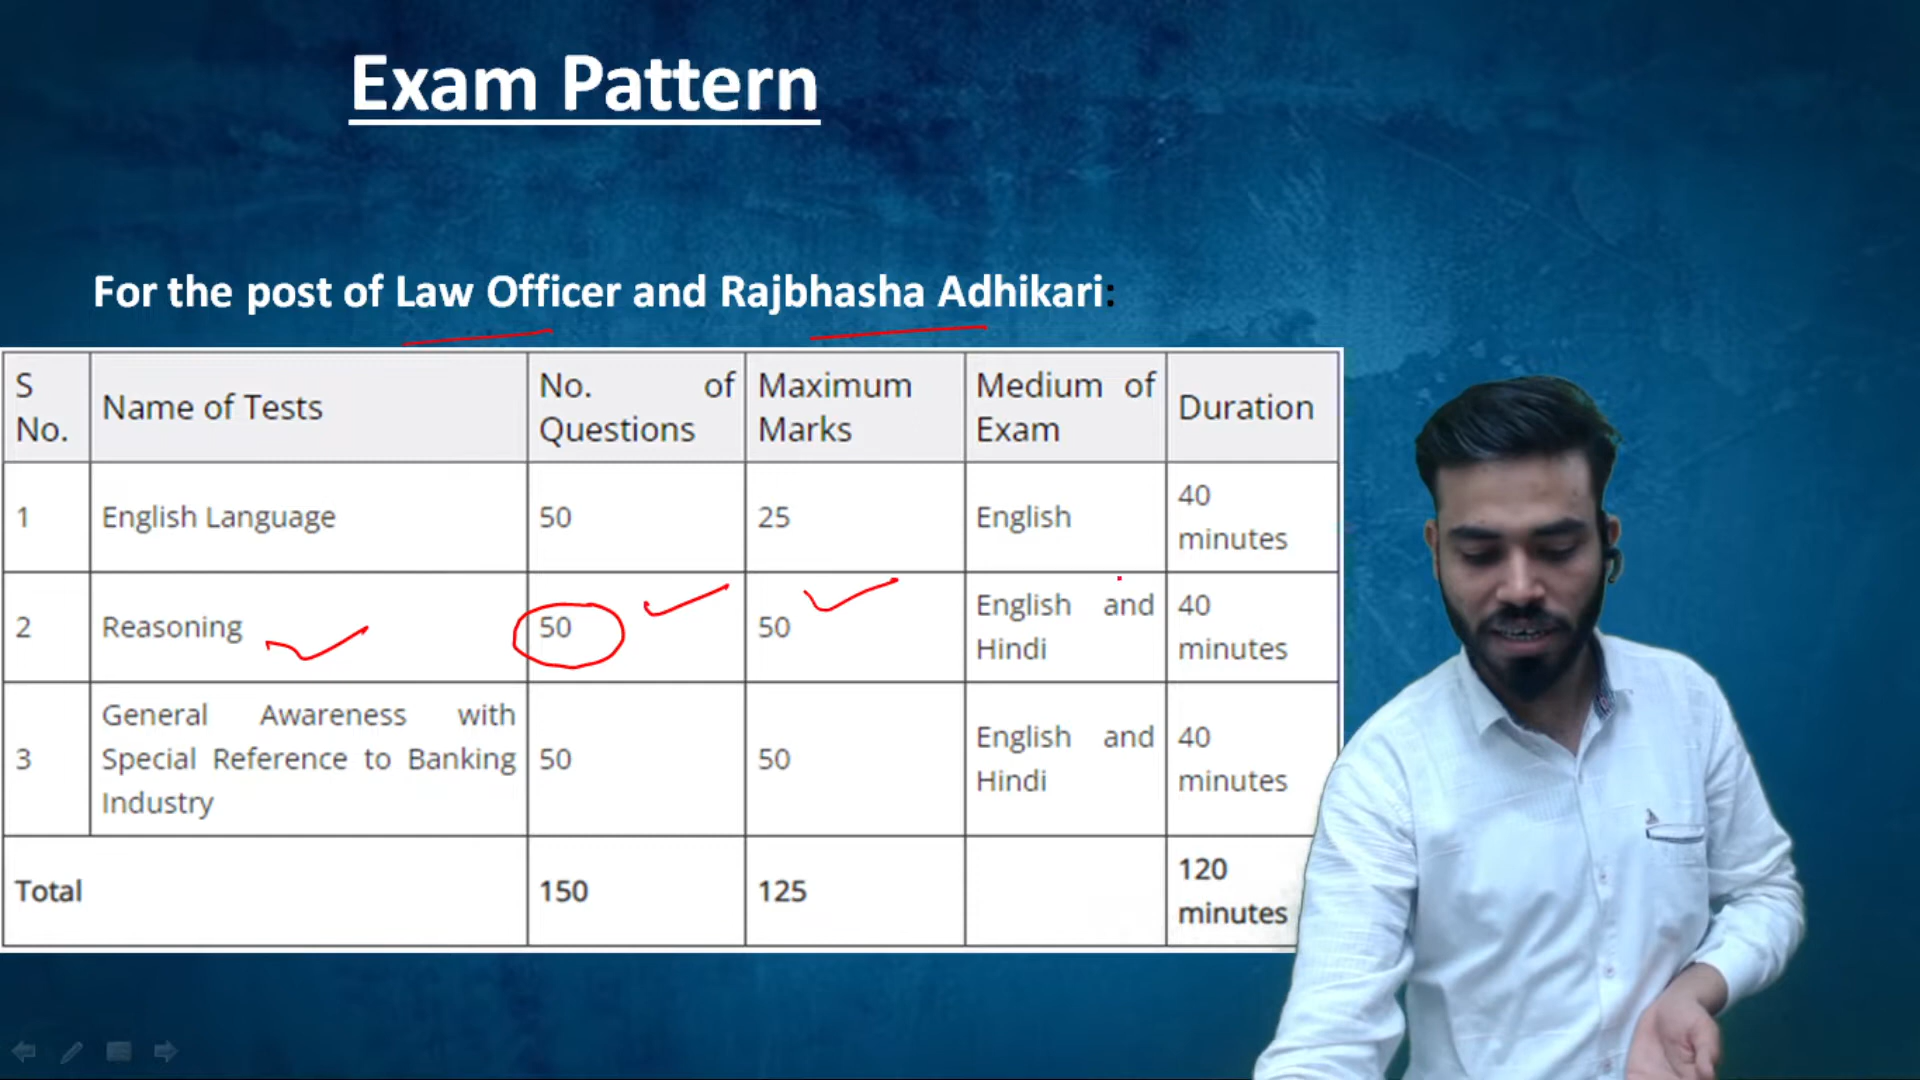 Exam Pattern
For the post of Law Officer and Rajbhasha Adhikari:
S No. Name of Tests No. of Questions Maximum Marks Medium of Exam Duration
1 English Language 50 25 English 40 minutes
2 Reasoning 50 50 English and Hindi 40 minutes
3 General Awareness with Special Reference to Banking Industry 50 50 English and Hindi 40 minutes
Total 150 125 120 minutes